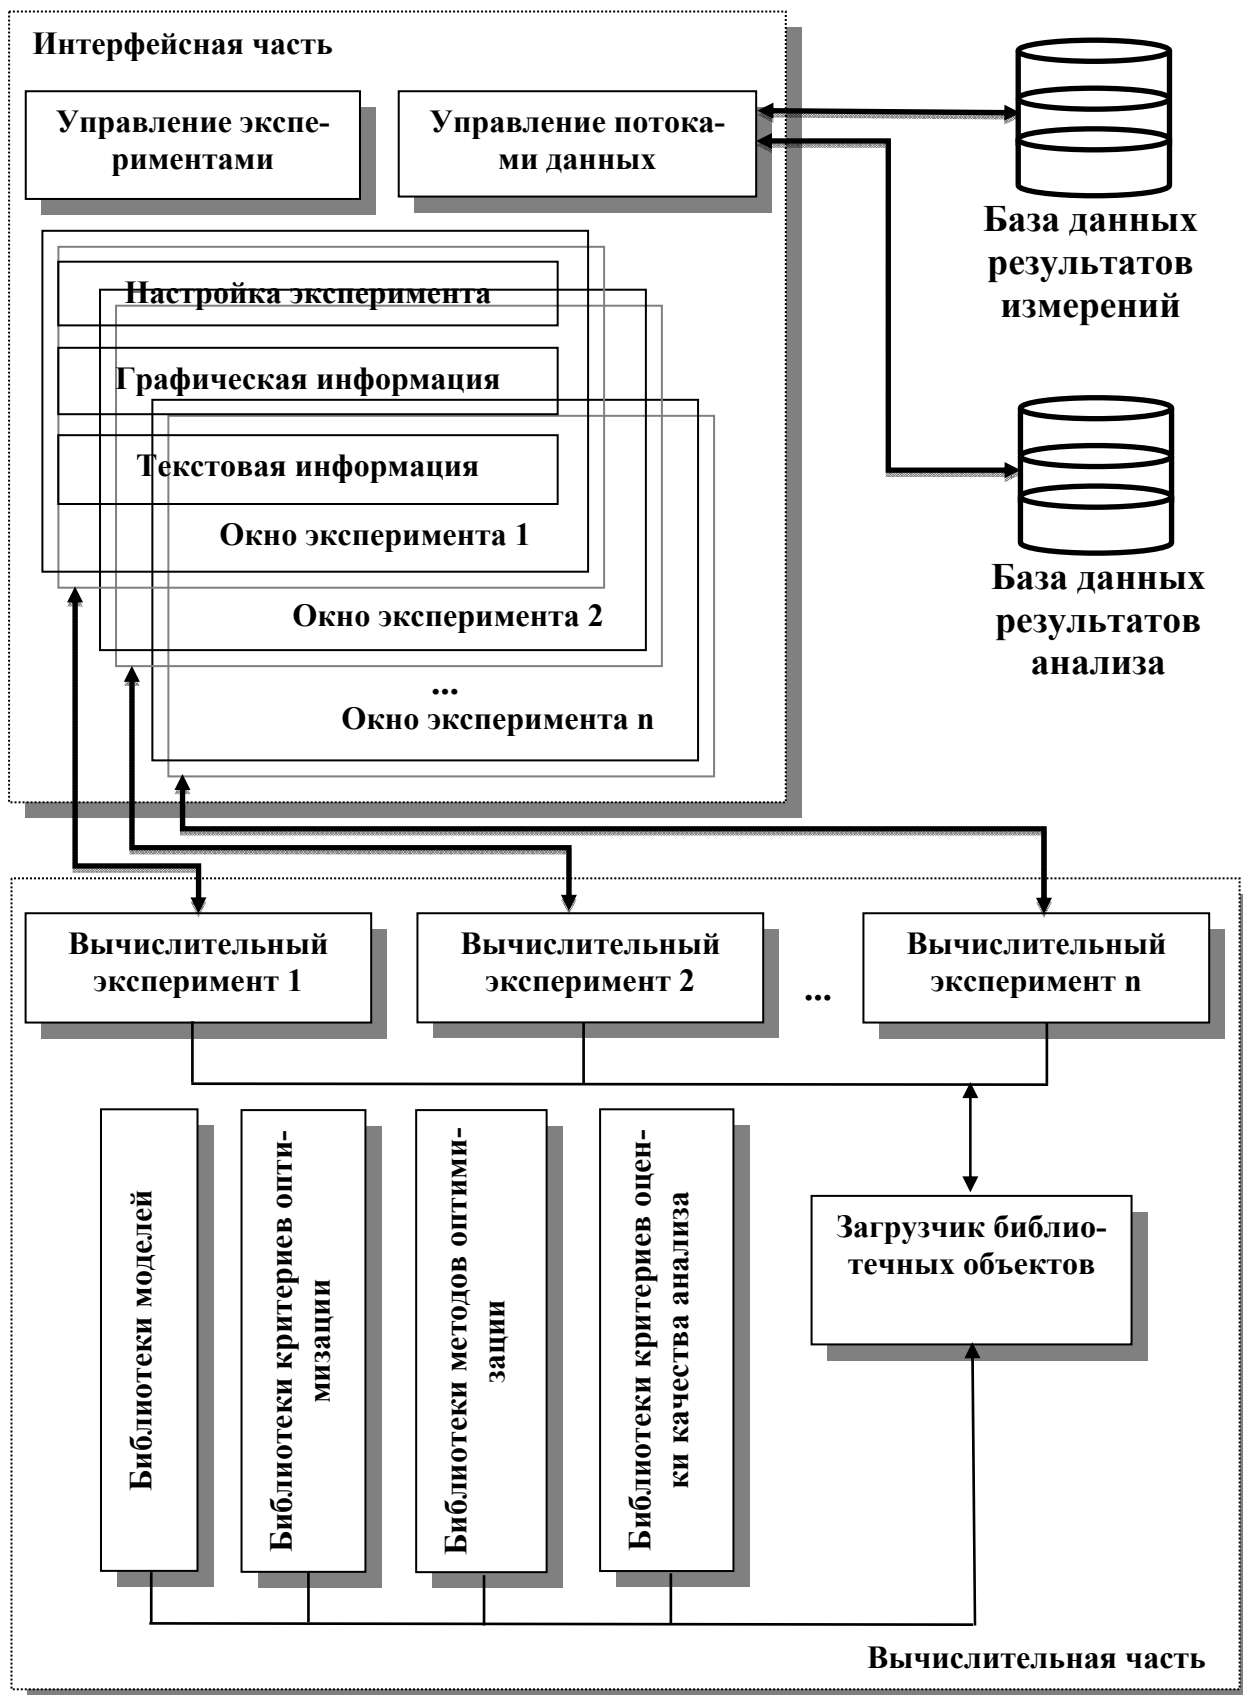 Интерфейсная часть
Управление экспе-
риментами
Управление потока-
ми данных
База данных
результатов
измерений
Настройка эксперимента
Графическая информация
Текстовая информация
Окно эксперимента 1
Окно эксперимента 2
...
Окно эксперимента n
База данных
результатов
анализа
Вычислительный
эксперимент 1
Вычислительный
эксперимент 2
...
Вычислительный
эксперимент n
Библиотеки моделей
Библиотеки критериев опти-
мизации
Библиотеки методов оптими-
зации
Библиотеки критериев оцен-
ки качества анализа
Загрузчик библио-
течных объектов
Вычислительная часть